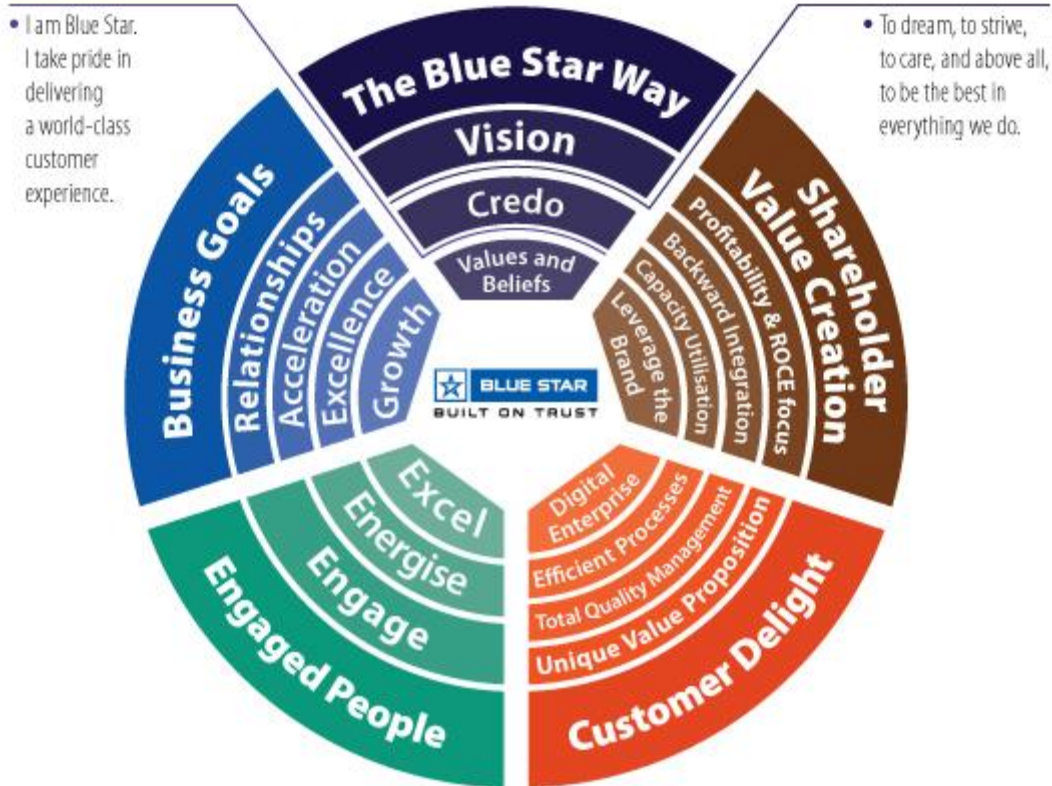 I am Blue Star.
I take pride in
delivering
a world-class
customer
experience.
To dream, to strive,
to care, and above all,
to be the best in
everything we do.
The Blue Star Way
Vision
Credo
Values and
Beliefs
Business Goals
Relationships
Acceleration
Excellence
Growth
Shareholder
Value Creation
Profitability & ROCE focus
Backward Integration
Capacity Utilisation
Leverage the
Brand
BLUE STAR
BUILT ON TRUST
Excel
Energise
Engage
Engaged People
Digital
Enterprise
Efficient Processes
Total Quality Management
Unique Value Proposition
Customer Delight